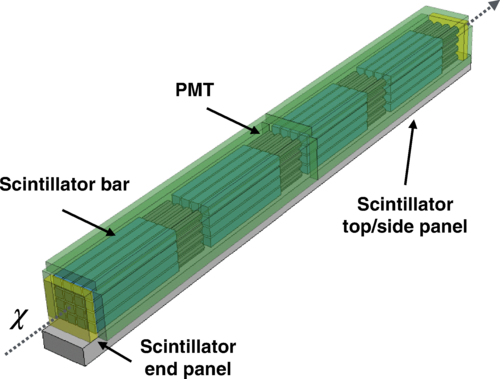 PMT
Scintillator bar
Scintillator
top/side panel
χ
Scintillator
end panel